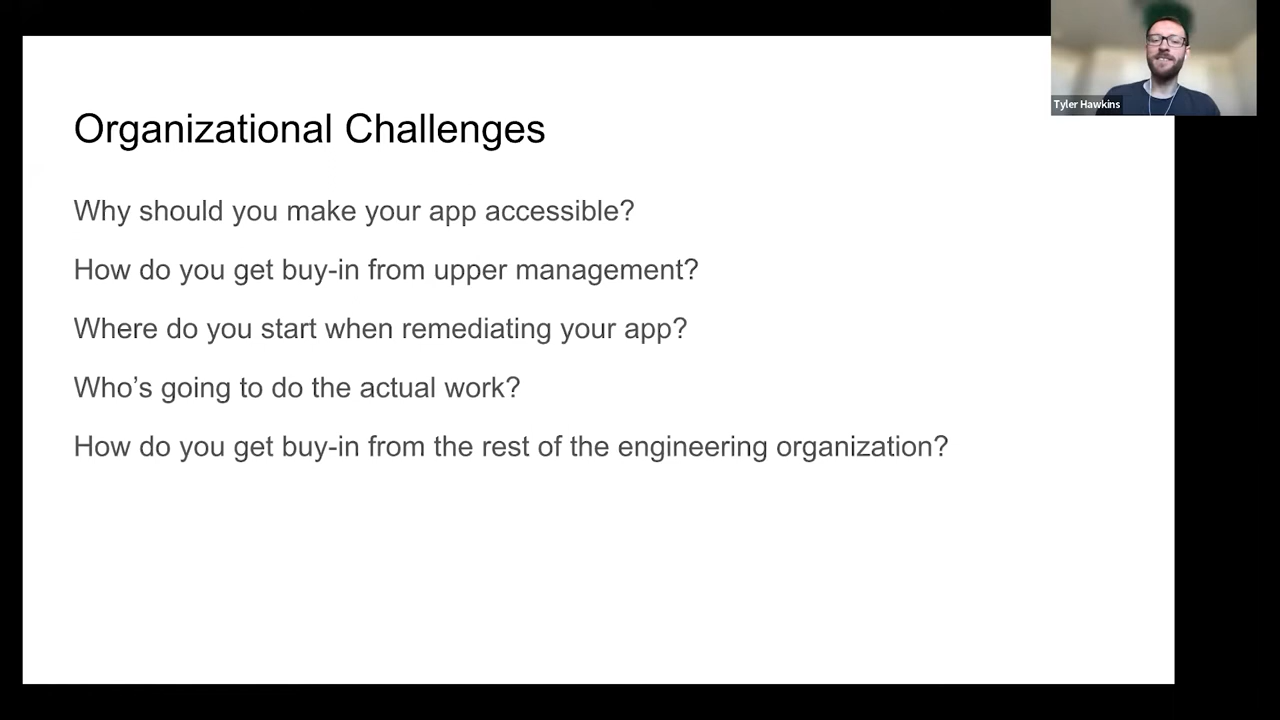 Organizational Challenges
Why should you make your app accessible?
How do you get buy-in from upper management?
Where do you start when remediating your app?
Who’s going to do the actual work?
How do you get buy-in from the rest of the engineering organization?
Tyler Hawkins